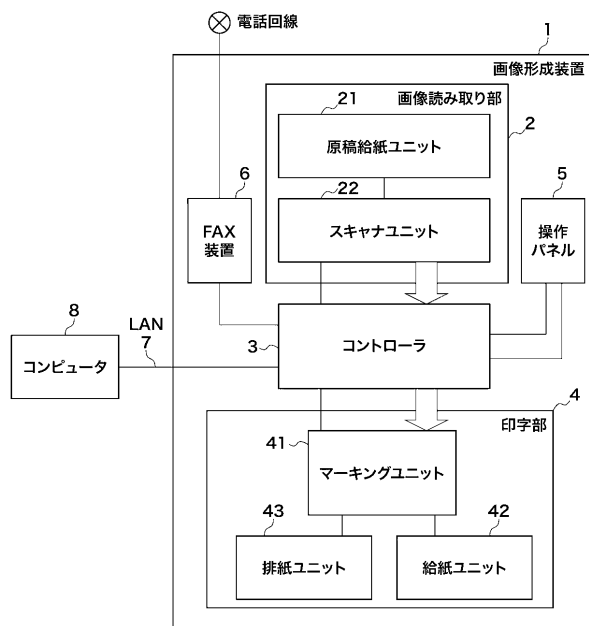 電話回線
1
画像形成装置
画像読み取り部
21
2
原稿給紙ユニット
22
スキャナユニット
6
FAX
装置
5
操作
パネル
8
コンピュータ
LAN
7
3
コントローラ
4
印字部
41
マーキングユニット
43
排紙ユニット
42
給紙ユニット